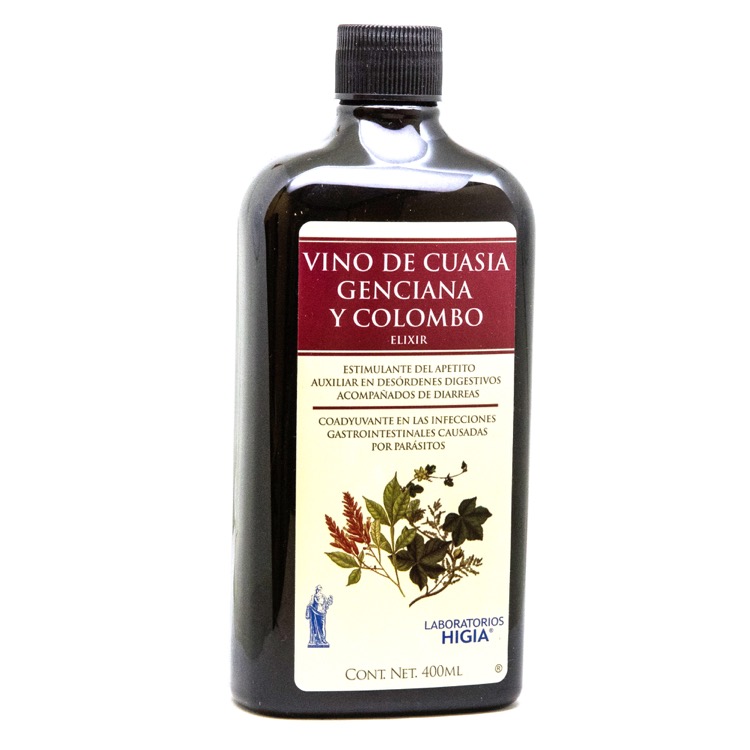 VINO DE CUASIA
GENCIANA
Y COLOMBO
ELIXIR
ESTIMULANTE DEL APETITO
AUXILIAR EN DESÓRDENES DIGESTIVOS
ACOMPAÑADOS DE DIARREAS
COADYUVANTE EN LAS INFECCIONES
GASTROINTESTINALES CAUSADAS
POR PARÁSITOS
LABORATORIOS
HIGIA®
CONT. NET. 400ML
®